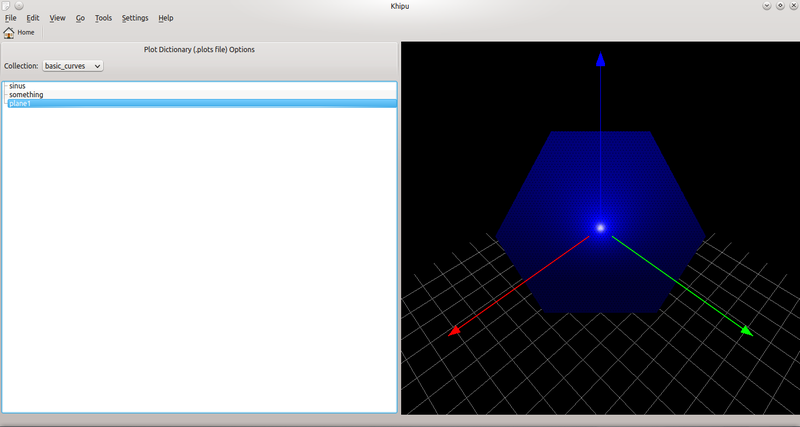 Khipu
File Edit View Go Tools Settings Help
Home
Plot Dictionary (.plots file) Options
Collection: basic_curves
sinus
something
plane1